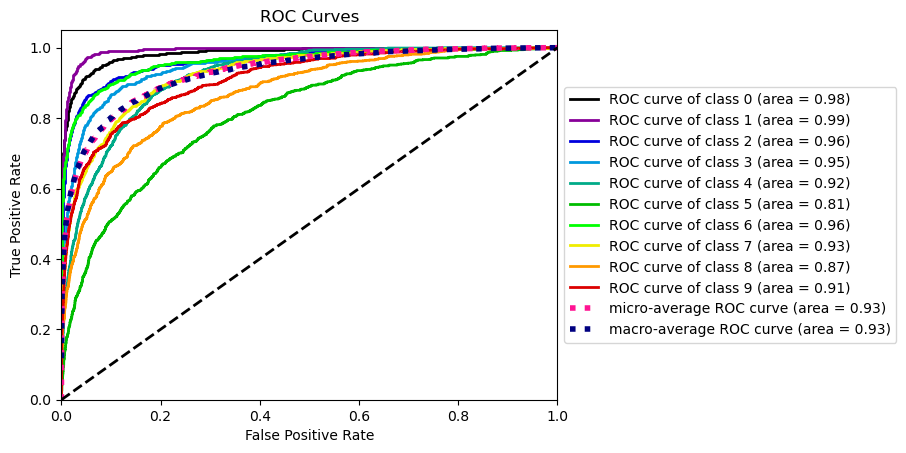 ROC Curves
True Positive Rate
1.0
0.8
0.6
0.4
0.2
0.0
0.0 0.2 0.4 0.6 0.8 1.0
False Positive Rate
ROC curve of class 0 (area = 0.98)
ROC curve of class 1 (area = 0.99)
ROC curve of class 2 (area = 0.96)
ROC curve of class 3 (area = 0.95)
ROC curve of class 4 (area = 0.92)
ROC curve of class 5 (area = 0.81)
ROC curve of class 6 (area = 0.96)
ROC curve of class 7 (area = 0.93)
ROC curve of class 8 (area = 0.87)
ROC curve of class 9 (area = 0.91)
micro-average ROC curve (area = 0.93)
macro-average ROC curve (area = 0.93)